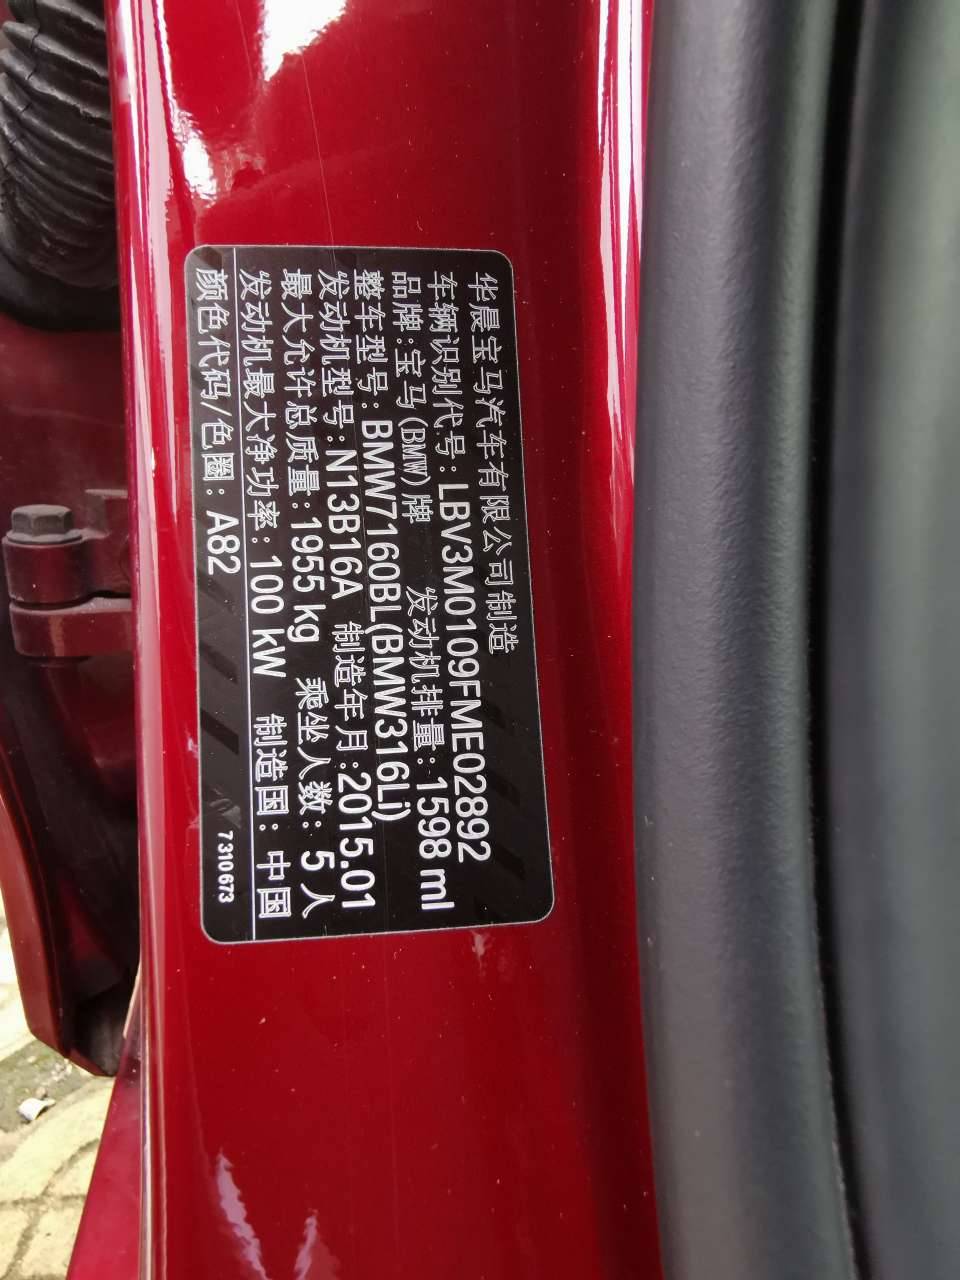 华晨宝马汽车有限公司制造
车辆识别代号:LBV3M0109FME02892
品牌:宝马(BMW)牌 发动机排量:1598 ml
整车型号:BMW7160BL(BMW316Li)
发动机型号:N13B16A 制造年月:2015.01
最大允许总质量:1955 kg 乘坐人数:5人
发动机最大净功率:100 kW 制造国:中国
颜色代码/色圈:A82 7310673